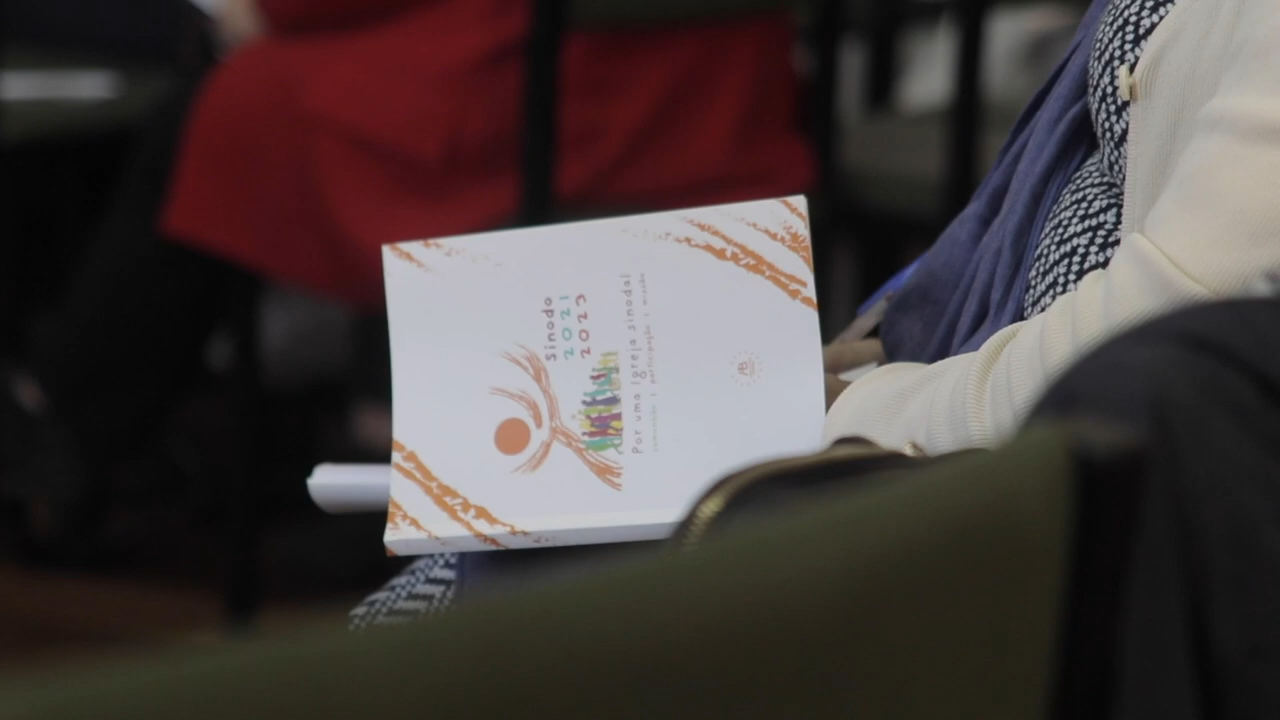 Sínodo
2021
2023
Por uma Igreja sinodal
comunhão | participação | missão